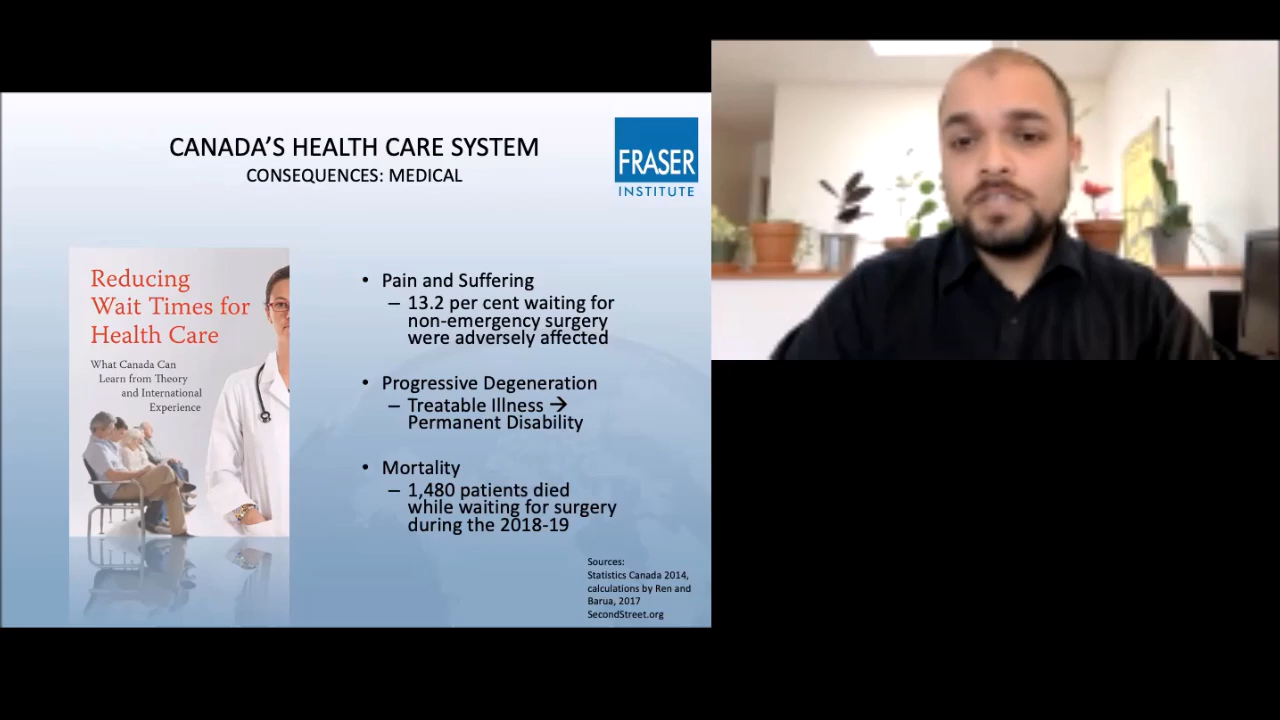 CANADA'S HEALTH CARE SYSTEM
CONSEQUENCES: MEDICAL
FRASER
INSTITUTE
Reducing
Wait Times for
Health Care
What Canada Can
Learn from Theory
and International
Experience
• Pain and Suffering
– 13.2 per cent waiting for
non-emergency surgery
were adversely affected
• Progressive Degeneration
– Treatable Illness →
Permanent Disability
• Mortality
– 1,480 patients died
while waiting for surgery
during the 2018-19
Sources:
Statistics Canada 2014,
calculations by Ren and
Barua, 2017
SecondStreet.org